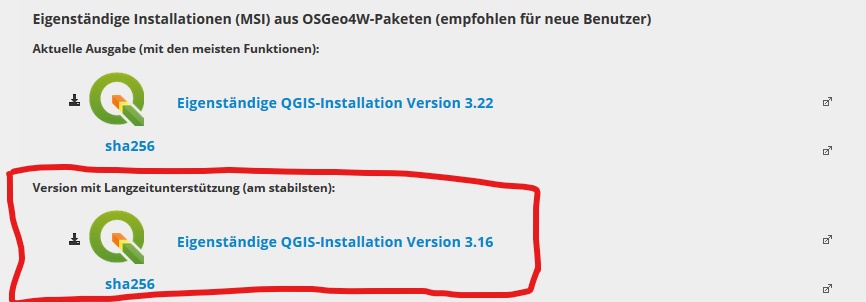 Eigenständige Installationen (MSI) aus OSGeo4W-Paketen (empfohlen für neue Benutzer)
Aktuelle Ausgabe (mit den meisten Funktionen):
Eigenständige QGIS-Installation Version 3.22
sha256
Version mit Langzeitunterstützung (am stabilsten):
Eigenständige QGIS-Installation Version 3.16
sha256